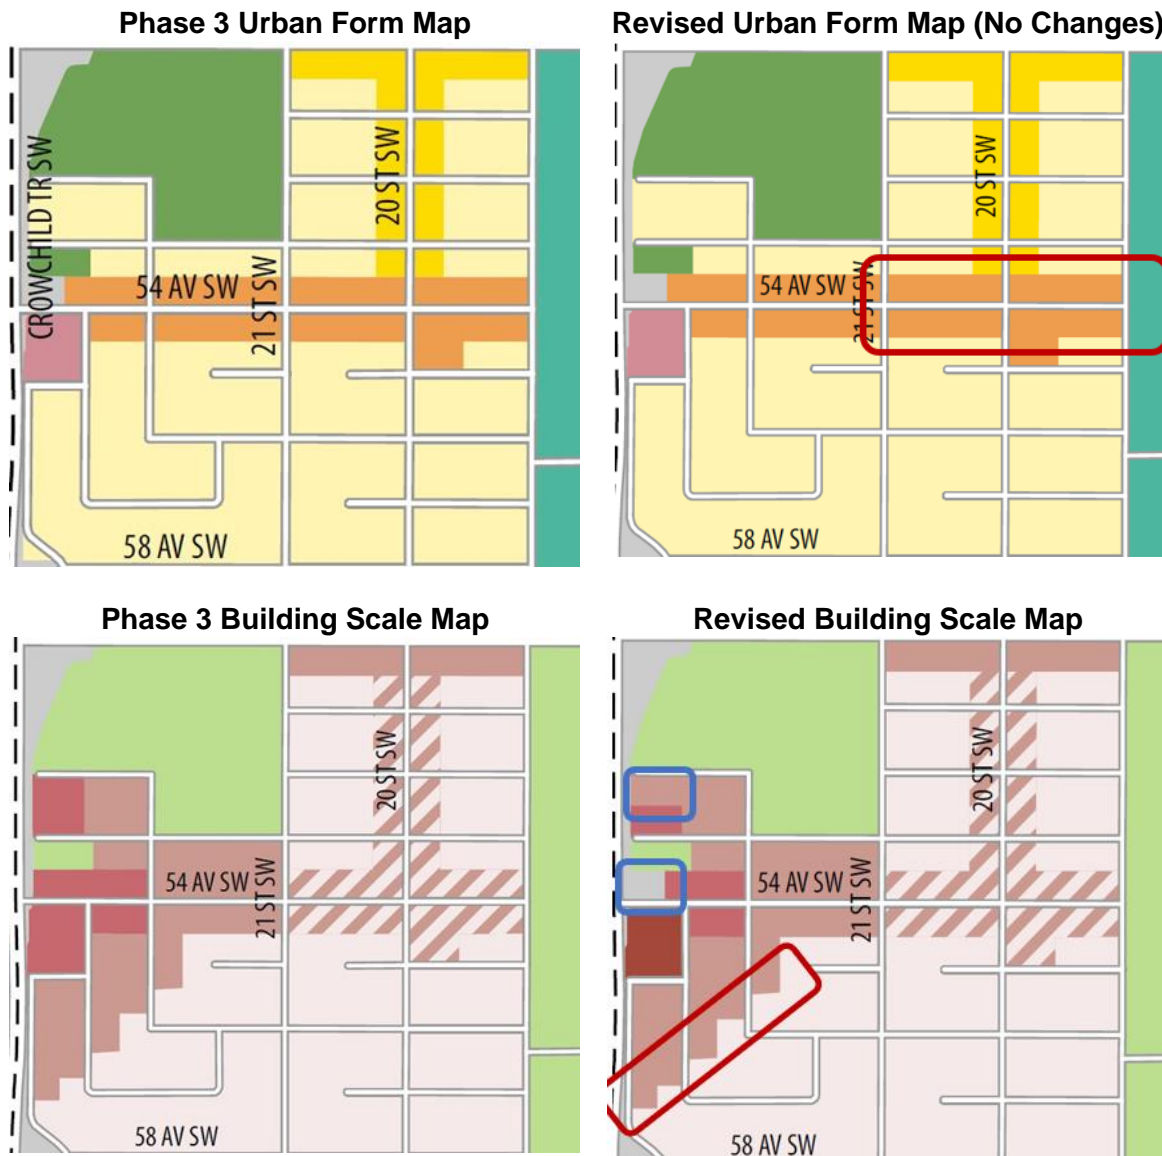 Phase 3 Urban Form Map
Revised Urban Form Map (No Changes)
CROWCHILD TR SW
20 ST SW
54 AV SW
21 ST SW
58 AV SW
20 ST SW
54 AV SW
21 ST SW
58 AV SW
Phase 3 Building Scale Map
Revised Building Scale Map
20 ST SW
54 AV SW
21 ST SW
58 AV SW
20 ST SW
54 AV SW
21 ST SW
58 AV SW